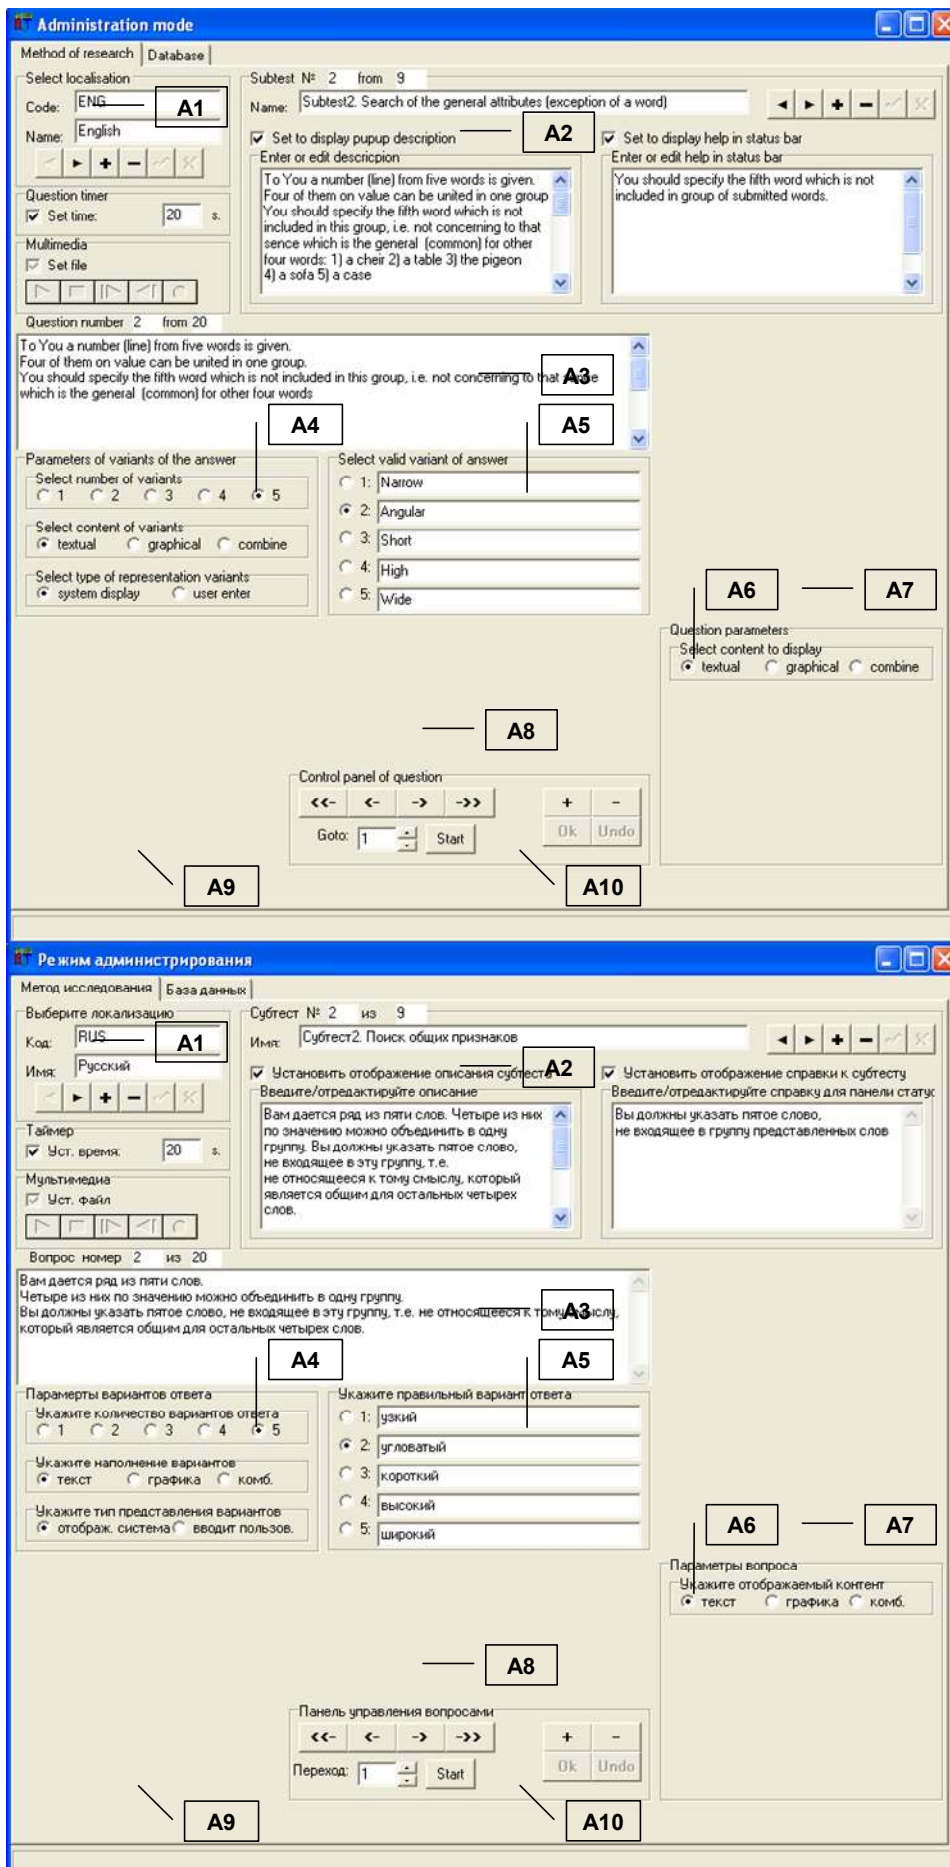 Administration mode
Method of research Database
Select localisation
Code: ENG
Name: English
A1
Subtest № 2 from 9
Name: Subtest2. Search of the general attributes (exception of a word)
A2
Set to display pupup description
Set to display help in status bar
Enter or edit descripion
To You a number (line) from five words is given.
Four of them on value can be united in one group
You should specify the fifth word which is not
included in this group, i.e. not concerning to that
sence which is the general (common) for other
four words: 1) a cheir 2) a table 3) the pigeon
4) a sofa 5) a case
Enter or edit help in status bar
You should specify the fifth word which is not
included in group of submitted words.
Question timer
Set time: 20 s.
Multimedia
Set file
Question number 2 from 20
To You a number (line) from five words is given.
Four of them on value can be united in one group.
You should specify the fifth word which is not included in this group, i.e. not concerning to that sense
which is the general (common) for other four words
A3
A4
A5
Parameters of variants of the answer
Select number of variants
1 2 3 4 5
Select content of variants
textual graphical combine
Select type of representation variants
system display user enter
Select valid variant of answer
1: Narrow
2: Angular
3: Short
4: High
5: Wide
A6
A7
Question parameters
Select content to display
textual graphical combine
A8
Control panel of question
<<- <- -> ->> + -
Goto: 1 Start Ok Undo
A9
A10
Режим администрирования
Метод исследования База данных
Выберите локализацию
Код: RUS
Имя: Русский
A1
Субтест № 2 из 9
Имя: Субтест2. Поиск общих признаков
A2
Установить отображение описания субтеста
Установить отображение справки к субтесту
Введите/отредактируйте описание
Вам дается ряд из пяти слов. Четыре из них
по значению можно объединить в одну
группу. Вы должны указать пятое слово,
не входящее в эту группу, т.е.
не относящееся к тому смыслу, который
является общим для остальных четырех
слов.
Введите/отредактируйте справку для панели статус
Вы должны указать пятое слово,
не входящее в группу представленных слов
Таймер
Уст. время: 20 s.
Мультимедиа
Уст. файл
Вопрос номер 2 из 20
Вам дается ряд из пяти слов.
Четыре из них по значению можно объединить в одну группу.
Вы должны указать пятое слово, не входящее в эту группу, т.е. не относящееся к тому смыслу,
который является общим для остальных четырех слов.
A3
A4
A5
Парамерты вариантов ответа
Укажите количество вариантов ответа
1 2 3 4 5
Укажите наполнение вариантов
текст графика комб.
Укажите тип представления вариантов
отображ. система вводит пользов.
Укажите правильный вариант ответа
1: узкий
2: угловатый
3: короткий
4: высокий
5: широкий
A6
A7
Параметры вопроса
Укажите отображаемый контент
текст графика комб.
A8
Панель управления вопросами
<<- <- -> ->> + -
Переход: 1 Start Ok Undo
A9
A10